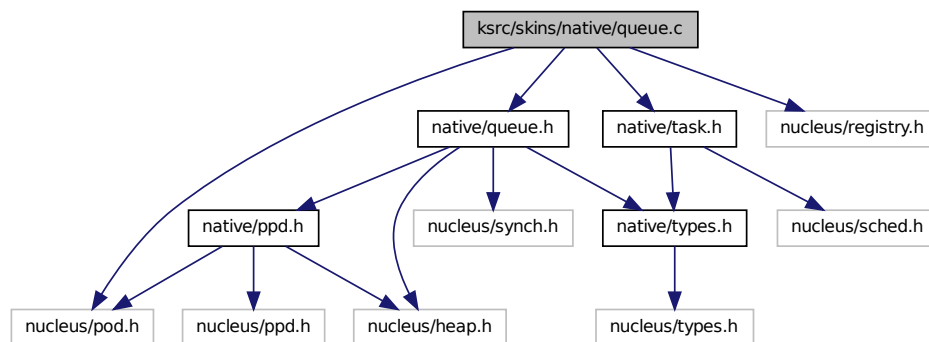 ksrc/skins/native/queue.c
native/queue.h
native/task.h
nucleus/registry.h
native/ppd.h
nucleus/synch.h
native/types.h
nucleus/sched.h
nucleus/pod.h
nucleus/ppd.h
nucleus/heap.h
nucleus/types.h